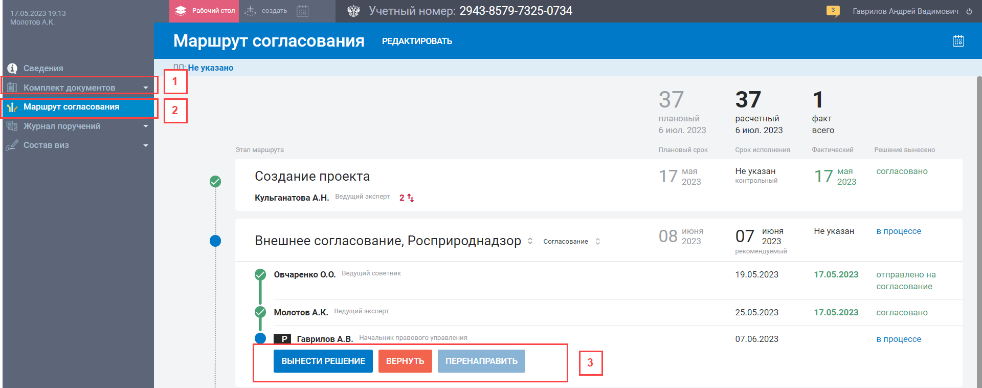 17.05.2023 19:13
Молотов А.К.
Рабочий стол
создать
Учетный номер: 2943-8579-7325-0734
3
Гаврилов Андрей Вадимович
Маршрут согласования РЕДАКТИРОВАТЬ
Не указано
Сведения
Комплект документов
1
Маршрут согласования
2
Журнал поручений
Состав виз
37 37 1
плановый расчетный факт
6 июл. 2023 6 июл. 2023 всего
Этап маршрута Плановый срок Срок исполнения Фактический Решение вынесено
Создание проекта
17 мая 2023
Не указан
контрольный
17 мая 2023
согласовано
Кульганатова А.Н. Ведущий эксперт 2
Внешнее согласование, Росприроднадзор Согласование
08 июня 2023
07 июня 2023
рекомендуемый
Не указан
в процессе
Овчаренко О.О. Ведущий советник 19.05.2023 17.05.2023 отправлено на
согласование
Молотов А.К. Ведущий эксперт 25.05.2023 17.05.2023 согласовано
Р Гаврилов А.В. Начальник правового управления 07.06.2023 в процессе
ВЫНЕСТИ РЕШЕНИЕ ВЕРНУТЬ ПЕРЕНАПРАВИТЬ
3